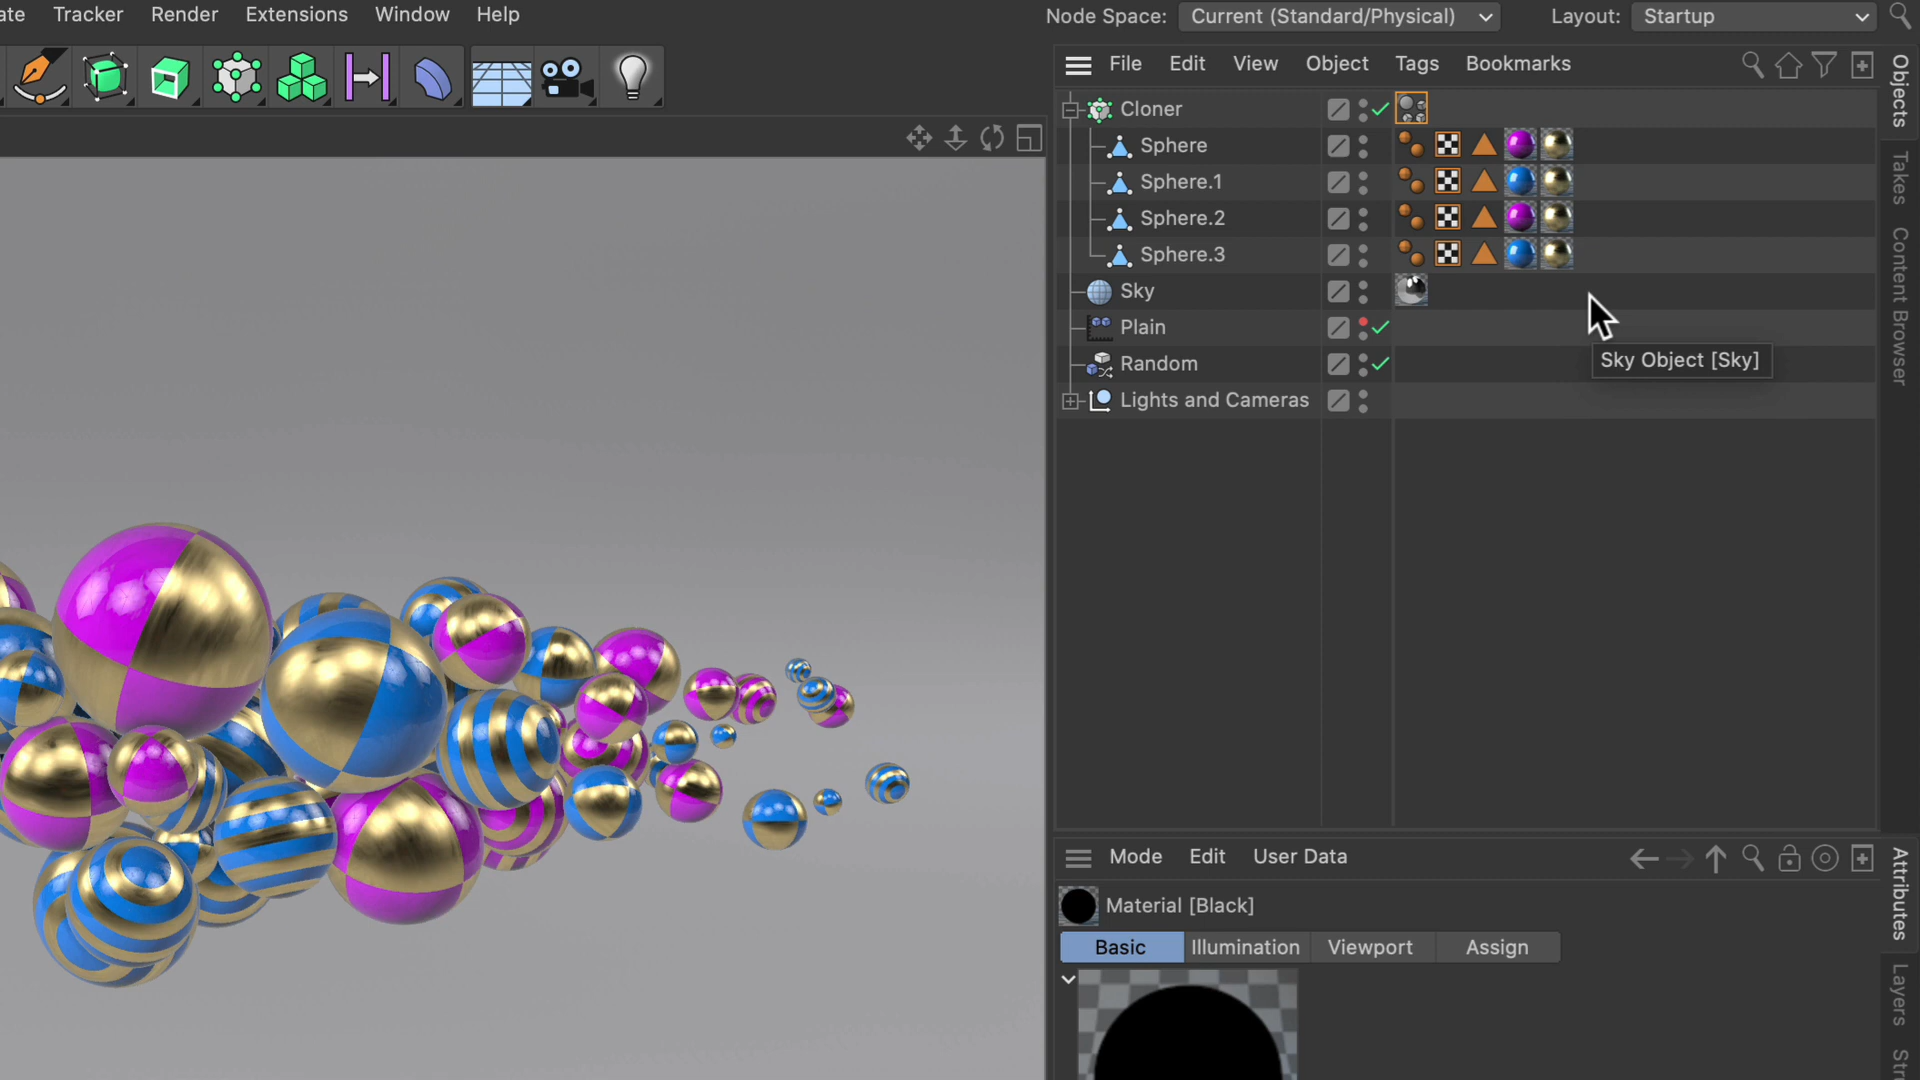 ate Tracker Render Extensions Window Help
Node Space: Current (Standard/Physical) Layout: Startup
File Edit View Object Tags Bookmarks
Cloner
Sphere
Sphere.1
Sphere.2
Sphere.3
Sky
Plain
Random
Lights and Cameras
Sky Object [Sky]
Objects
Takes
Content Browser
Mode Edit User Data
Material [Black]
Basic Illumination Viewport Assign
Attributes
Layers
Str